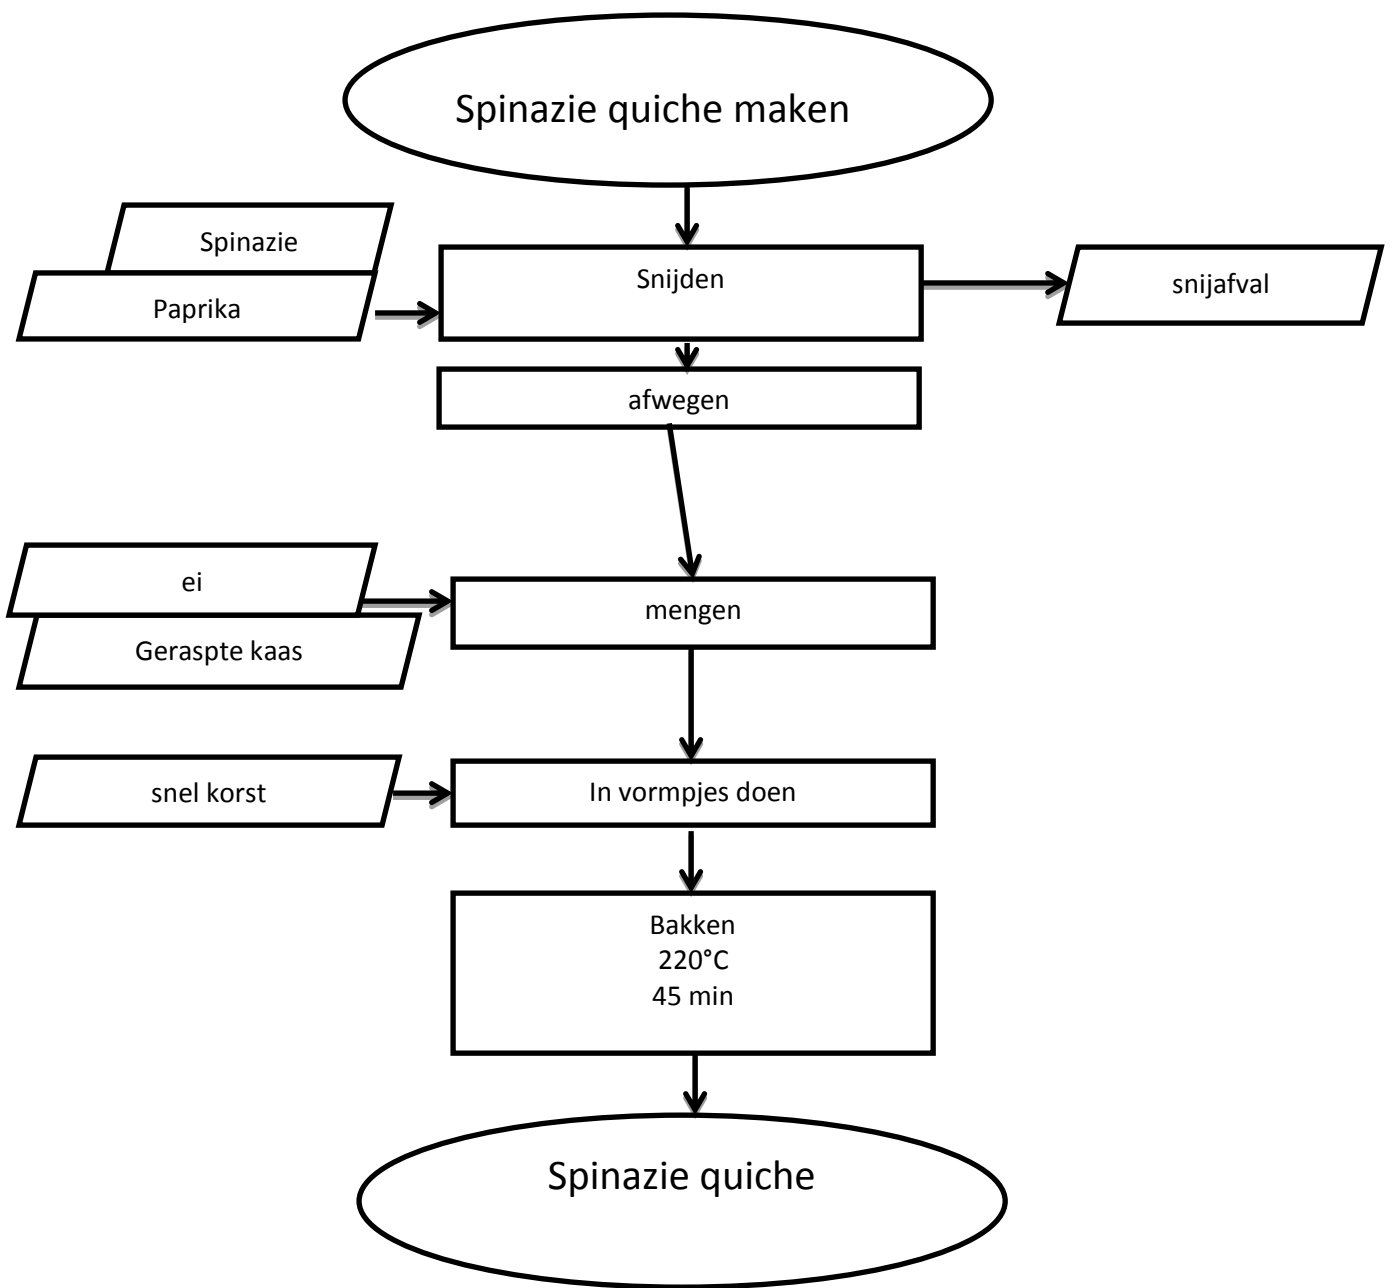 Spinazie quiche maken
Spinazie
Paprika
Snijden
snijafval
afwegen
ei
Geraspte kaas
mengen
snel korst
In vormpjes doen
Bakken
220°C
45 min
Spinazie quiche